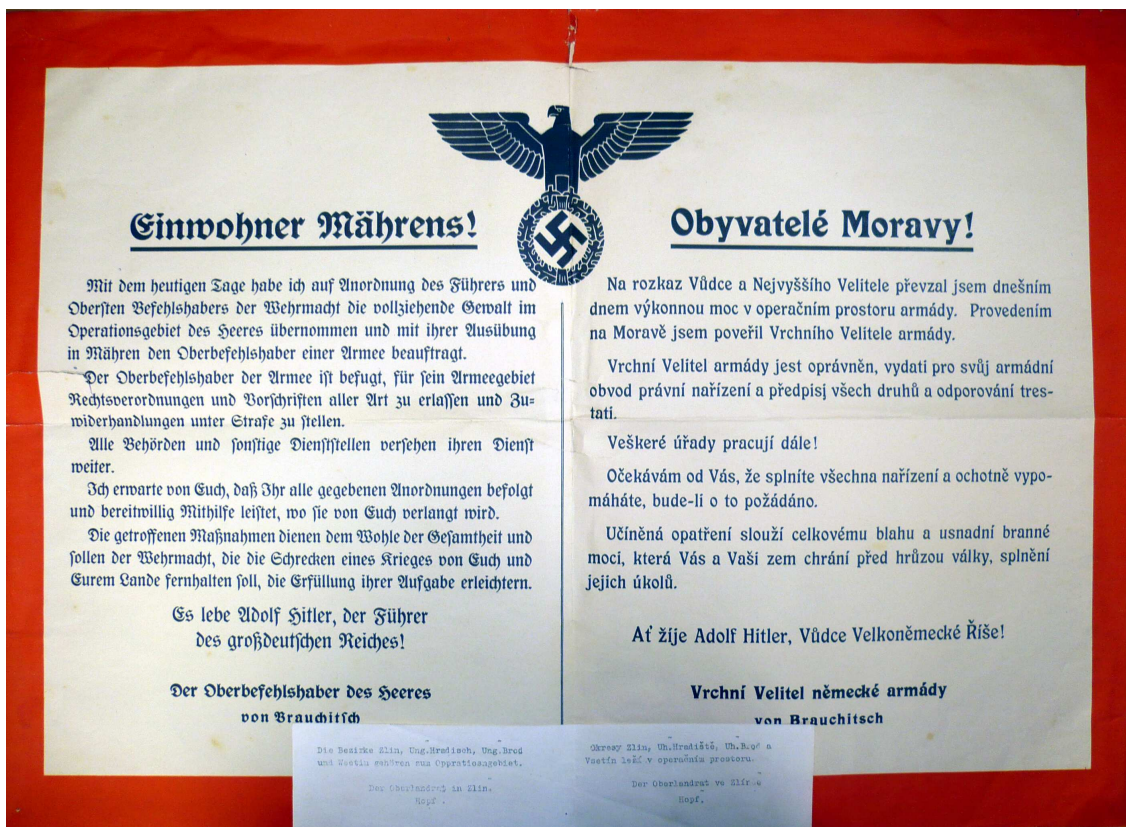 Einwohner Mährens!
Mit dem heutigen Tage habe ich auf Anordnung des Führers und
Obersten Befehlshabers der Wehrmacht die vollziehende Gewalt im
Operationsgebiet des Heeres übernommen und mit ihrer Ausübung
in Mähren den Oberbefehlshaber einer Armee beauftragt.
Der Oberbefehlshaber der Armee ist befugt, für sein Armeegebiet
Rechtsverordnungen und Vorschriften aller Art zu erlassen und Zu=
widerhandlungen unter Strafe zu stellen.
Alle Behörden und sonstige Dienststellen versehen ihren Dienst
weiter.
Ich erwarte von Euch, daß Ihr alle gegebenen Anordnungen befolgt
und bereitwillig Mithilfe leistet, wo sie von Euch verlangt wird.
Die getroffenen Maßnahmen dienen dem Wohle der Gesamtheit und
sollen der Wehrmacht, die die Schrecken eines Krieges von Euch und
Eurem Lande fernhalten soll, die Erfüllung ihrer Aufgabe erleichtern.
Es lebe Adolf Hitler, der Führer
des großdeutschen Reiches!
Der Oberbefehlshaber des Heeres
von Brauchitsch
Die Bezirke Zlin, Ung.Hradisch, Ung.Brod
und Wsetin gehören zum Opprationsgebiet.
Der Oberlandrat in Zlin.
Hopf.
Obyvatelé Moravy!
Na rozkaz Vůdce a Nejvyššího Velitele převzal jsem dnešním
dnem výkonnou moc v operačním prostoru armády. Provedením
na Moravě jsem pověřil Vrchního Velitele armády.
Vrchní Velitel armády jest oprávněn, vydati pro svůj armádní
obvod právní nařízení a předpisj všech druhů a odporování tres-
tati.
Veškeré úřady pracují dále!
Očekávám od Vás, že splníte všechna nařízení a ochotně vypo-
máháte, bude-li o to požádáno.
Učíněná opatření slouží celkovému blahu a usnadní branné
moci, která Vás a Vaši zem chrání před hrůzou války, splnění
jejich úkolů.
Ať žije Adolf Hitler, Vůdce Velkoněmecké Říše!
Vrchní Velitel německé armády
von Brauchitsch
Okresy Zlin, Uh.Hradiště, Uh.Brod a
Vsetín leží v operačním prostoru.
Der Oberlandrat ve Zlíně
Hopf.